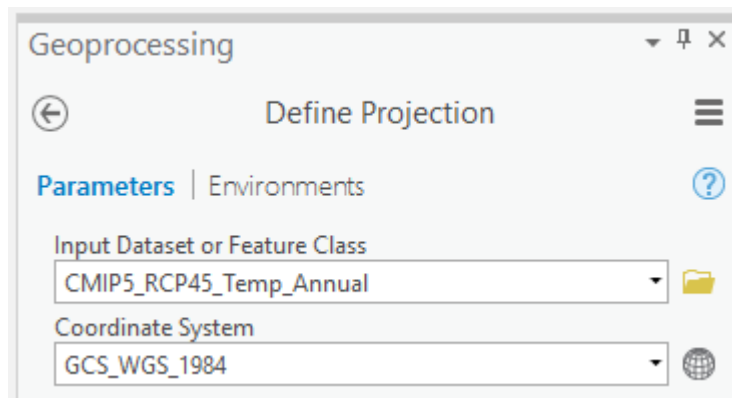 Geoprocessing
Define Projection
Parameters | Environments
Input Dataset or Feature Class
CMIP5_RCP45_Temp_Annual
Coordinate System
GCS_WGS_1984